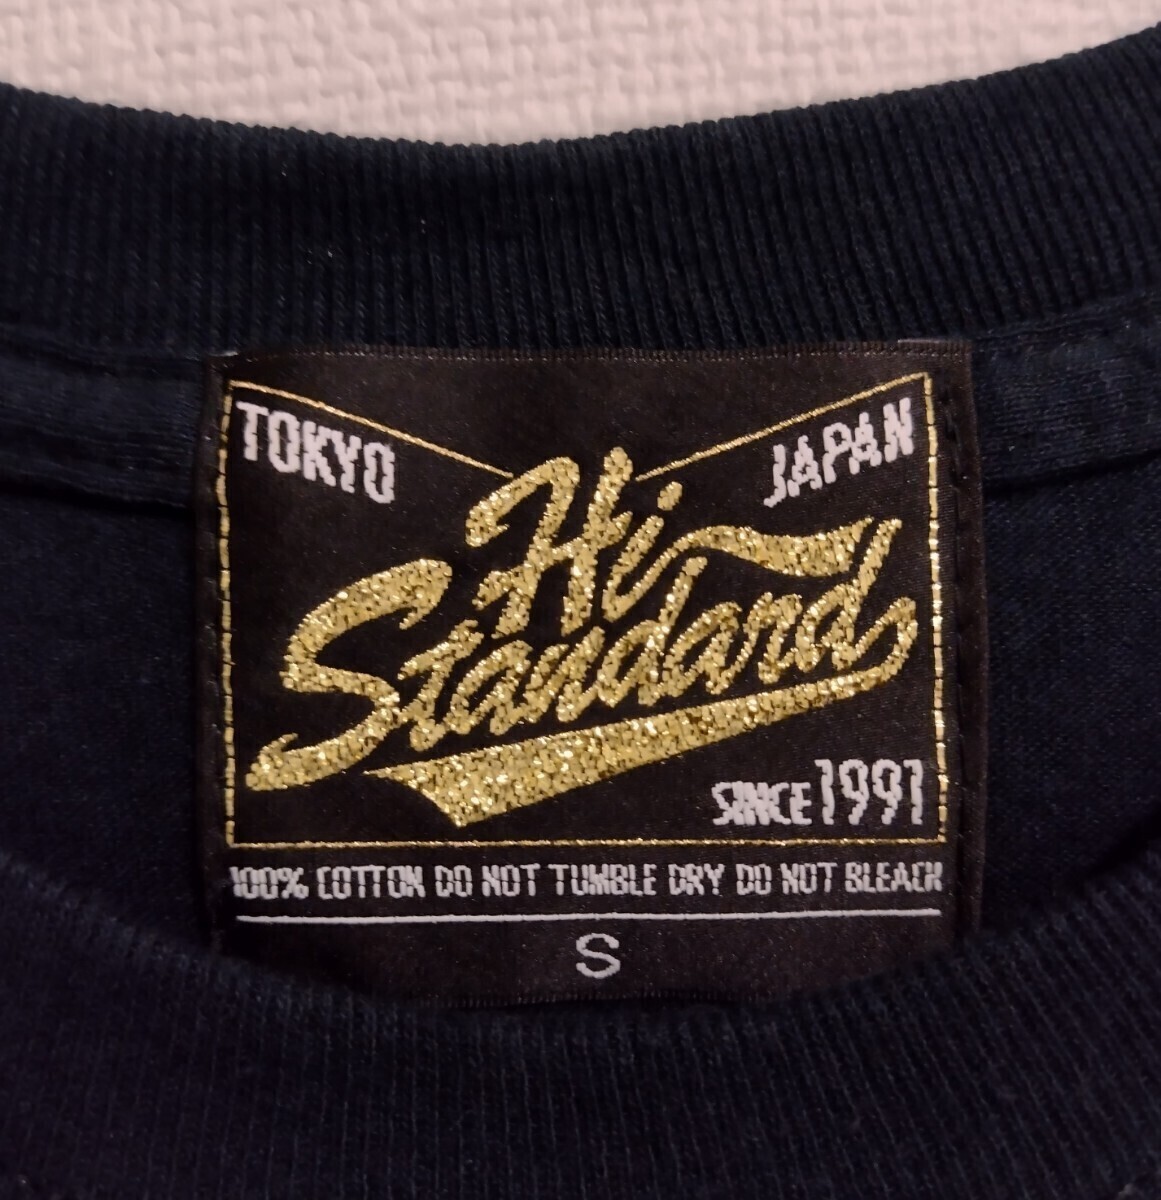 TOKYO
JAPAN
Hi
Standard
SINCE 1991
100% COTTON DO NOT TUMBLE DRY DO NOT BLEACH
S